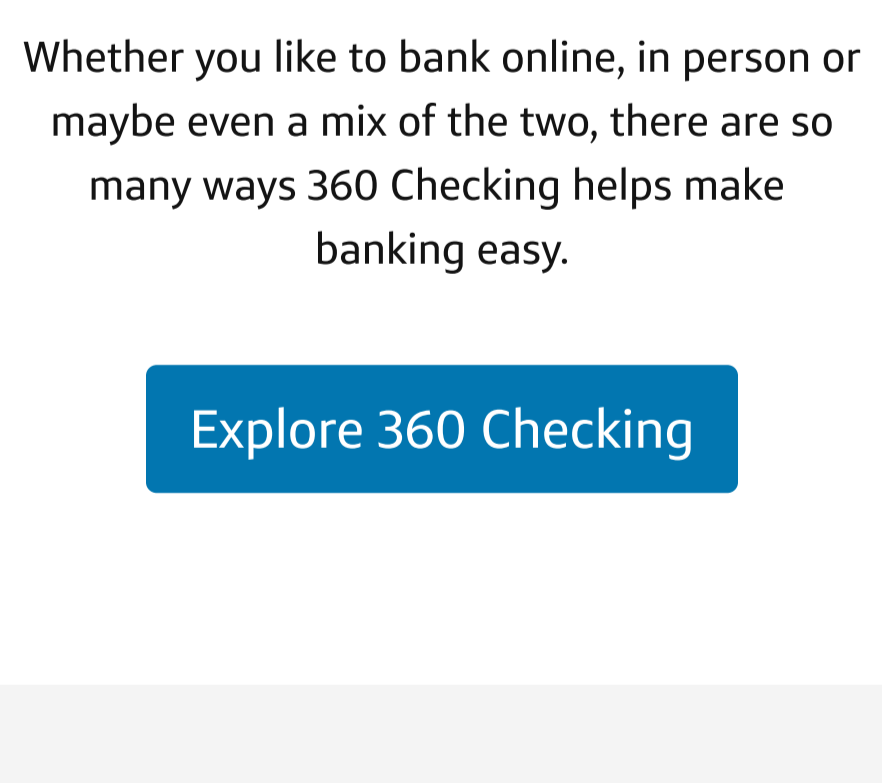 Whether you like to bank online, in person or
maybe even a mix of the two, there are so
many ways 360 Checking helps make
banking easy.
Explore 360 Checking